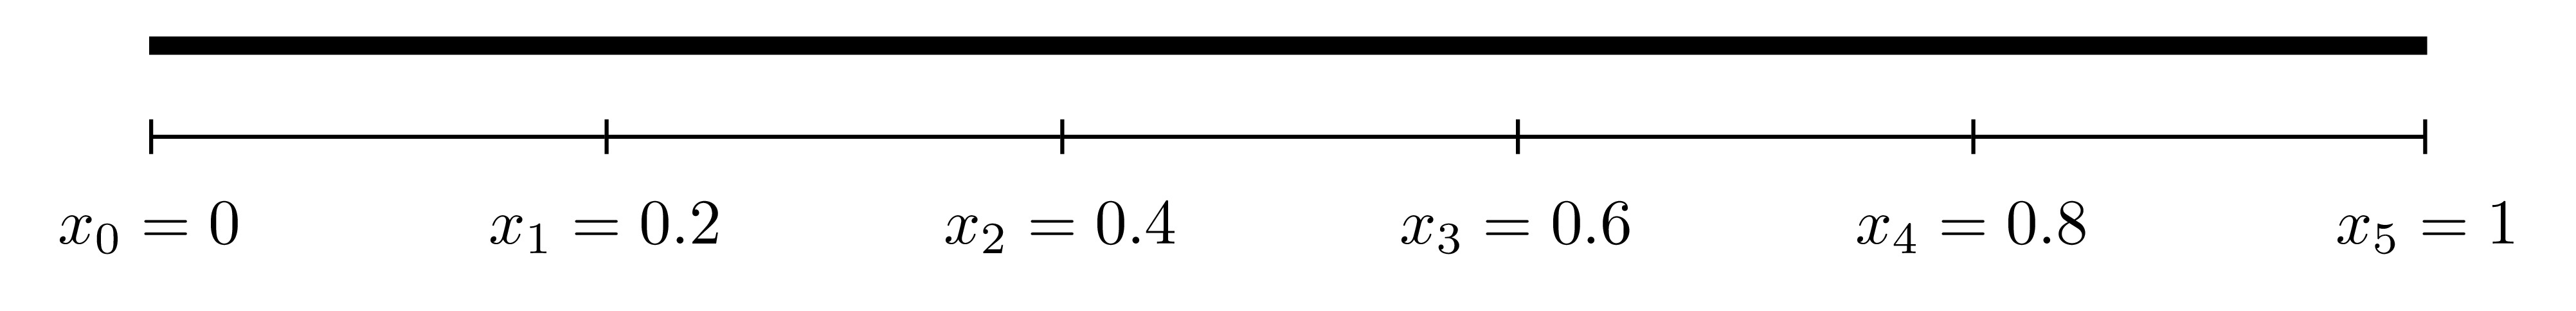 x₀ = 0 x₁ = 0.2 x₂ = 0.4 x₃ = 0.6 x₄ = 0.8 x₅ = 1